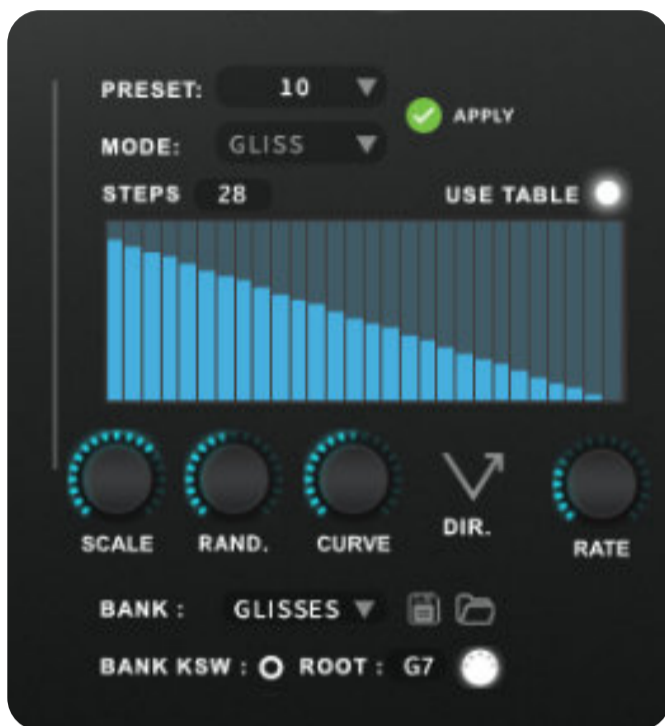 PRESET: 10
APPLY
MODE: GLISS
STEPS 28 USE TABLE
SCALE RAND. CURVE DIR. RATE
BANK : GLISSES
BANK KSW : ROOT : G7